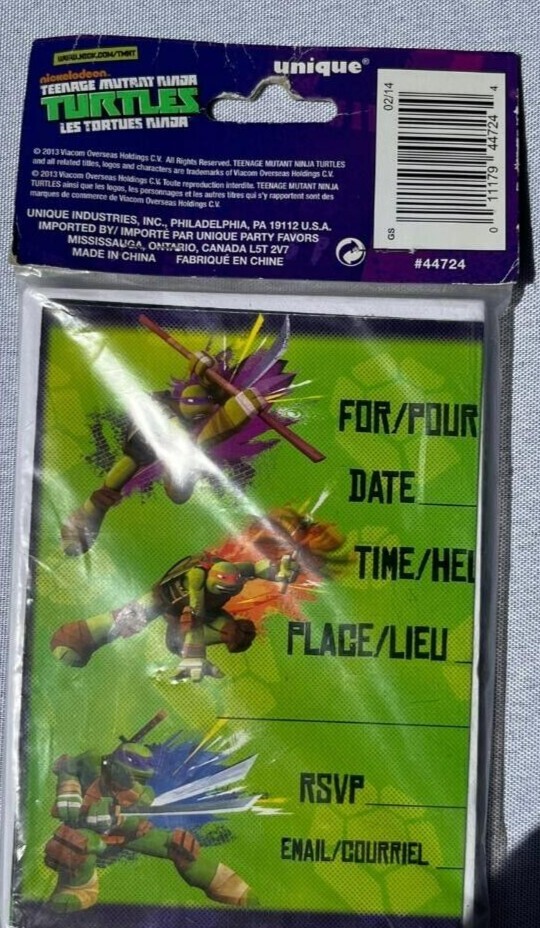 WWW.NICK.COM/TMNT
nickelodeon
TEENAGE MUTANT NINJA
TURTLES
LES TORTUES NINJA
unique®
© 2013 Viacom Overseas Holdings C.V. All Rights Reserved. TEENAGE MUTANT NINJA TURTLES
and all related titles, logos and characters are trademarks of Viacom Overseas Holdings C.V.
© 2013 Viacom Overseas Holdings C.V. Toute reproduction interdite. TEENAGE MUTANT NINJA
TURTLES ainsi que les logos, les personnages et les autres titres qui s'y rapportent sont des
marques de commerce de Viacom Overseas Holdings C.V.
UNIQUE INDUSTRIES, INC., PHILADELPHIA, PA 19112 U.S.A.
IMPORTED BY/ IMPORTÉ PAR UNIQUE PARTY FAVORS
MISSISSAUGA, ONTARIO, CANADA L5T 2V7
MADE IN CHINA FABRIQUÉ EN CHINE
02/14
GS
0 11179 44724 4
#44724
FOR/POUR
DATE
TIME/HEU
PLACE/LIEU
RSVP
EMAIL/COURRIEL